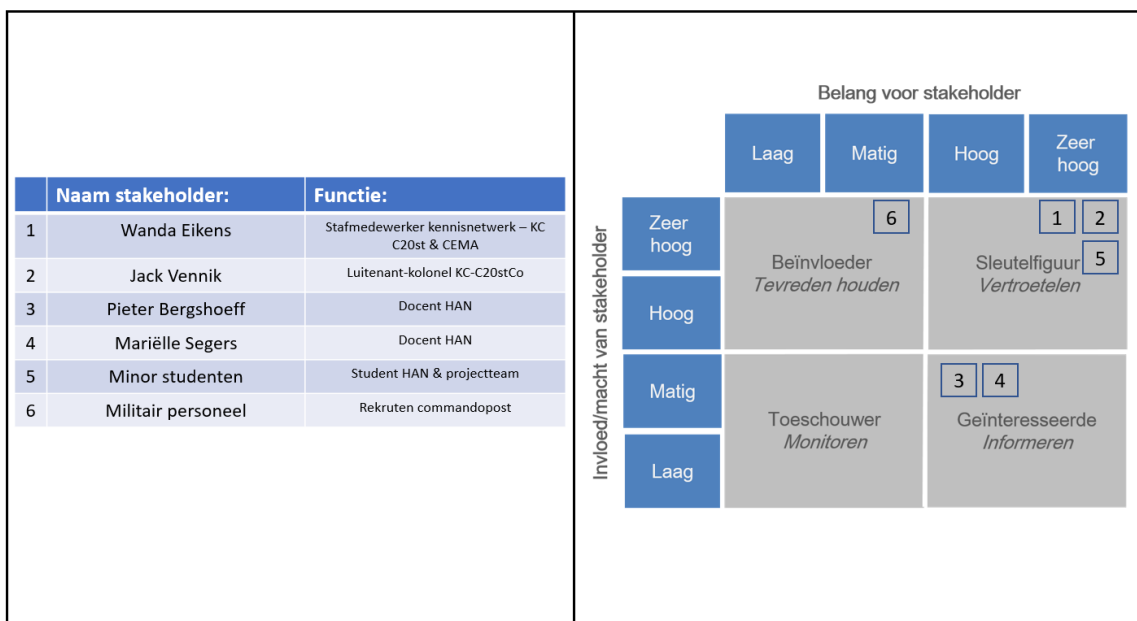 Naam stakeholder: Functie:
1 Wanda Eikens Stafmedewerker kennisnetwerk – KC
C20st & CEMA
2 Jack Vennik Luitenant-kolonel KC-C20stCo
3 Pieter Bergshoeff Docent HAN
4 Mariëlle Segers Docent HAN
5 Minor studenten Student HAN & projectteam
6 Militair personeel Rekruten commandopost
Belang voor stakeholder
Laag Matig Hoog Zeer
hoog
Invloed/macht van stakeholder
Zeer
hoog
Hoog
Matig
Laag
6
Beïnvloeder
Tevreden houden
1 2
5
Sleutelfiguur
Vertroetelen
Toeschouwer
Monitoren
3 4
Geïnteresseerde
Informeren